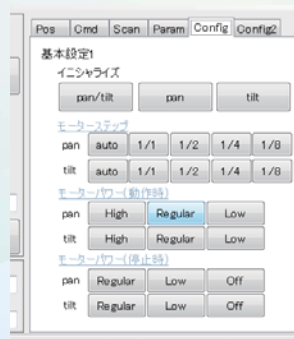 Pos Cmd Scan Param Config Config2
基本設定1
イニシャライズ
pan/tilt pan tilt
モーターステップ
pan auto 1/1 1/2 1/4 1/8
tilt auto 1/1 1/2 1/4 1/8
モーターパワー(動作時)
pan High Regular Low
tilt High Regular Low
モーターパワー(停止時)
pan Regular Low Off
tilt Regular Low Off